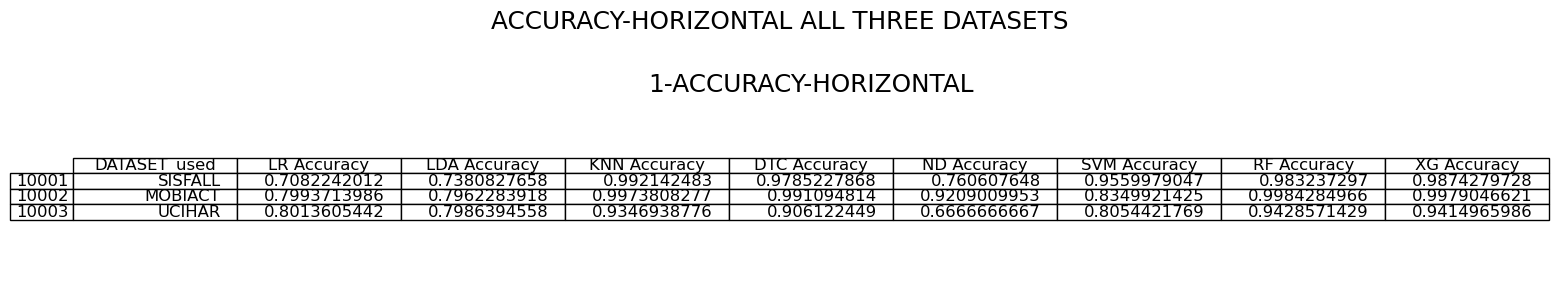 ACCURACY-HORIZONTAL ALL THREE DATASETS
1-ACCURACY-HORIZONTAL
DATASET used LR Accuracy LDA Accuracy KNN Accuracy DTC Accuracy ND Accuracy SVM Accuracy RF Accuracy XG Accuracy
10001 SISFALL 0.7082242012 0.7380827658 0.992142483 0.9785227868 0.760607648 0.9559979047 0.983237297 0.9874279728
10002 MOBIACT 0.799371398​6 0.7962283918 0.9973808277 0.991094814 0.9209009953 0.8349921425 0.9984284966 0.9979046621
10003 UCIHAR 0.8013605442 0.7986394558 0.9346938776 0.906122449 0.6666666667 0.8054421769 0.9428571429 0.9414965986